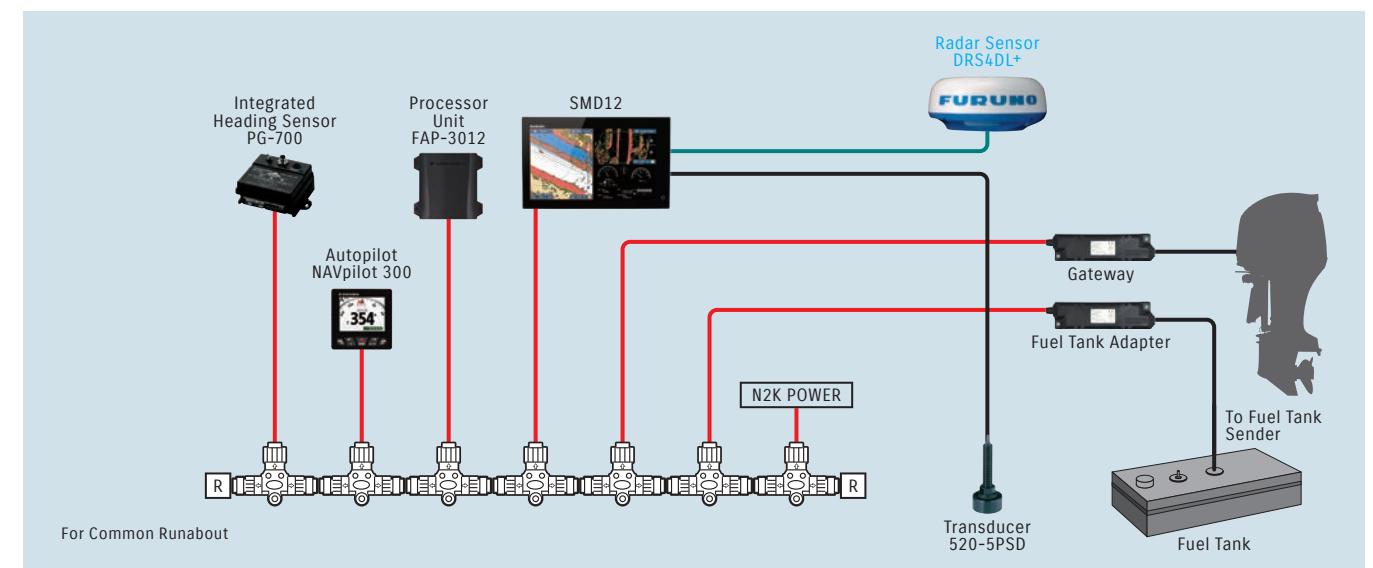 Radar Sensor
DRS4DL+
FURUNO
Integrated
Heading Sensor
PG-700
Processor
Unit
FAP-3012
SMD12
Autopilot
NAVpilot 300
354°
Gateway
Fuel Tank Adapter
N2K POWER
To Fuel Tank
Sender
R
R
Transducer
520-5PSD
Fuel Tank
For Common Runabout